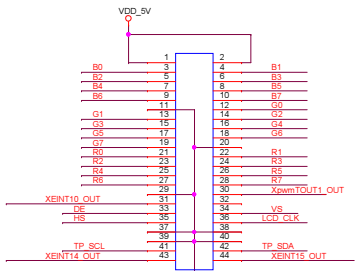 VDD_5V
1 2
B0 3 4 B1
B2 5 6 B3
B4 7 8 B5
B6 9 10 B7
11 12 G0
G1 13 14 G2
G3 15 16 G4
G5 17 18 G6
G7 19 20
R0 21 22 R1
R2 23 24 R3
R4 25 26 R5
R6 27 28 R7
29 30 XpwmTOUT1_OUT
XEINT10_OUT 31 32
DE 33 34 VS
HS 35 36 LCD_CLK
37 38
39 40
TP_SCL 41 42 TP_SDA
XEINT14_OUT 43 44 XEINT15_OUT